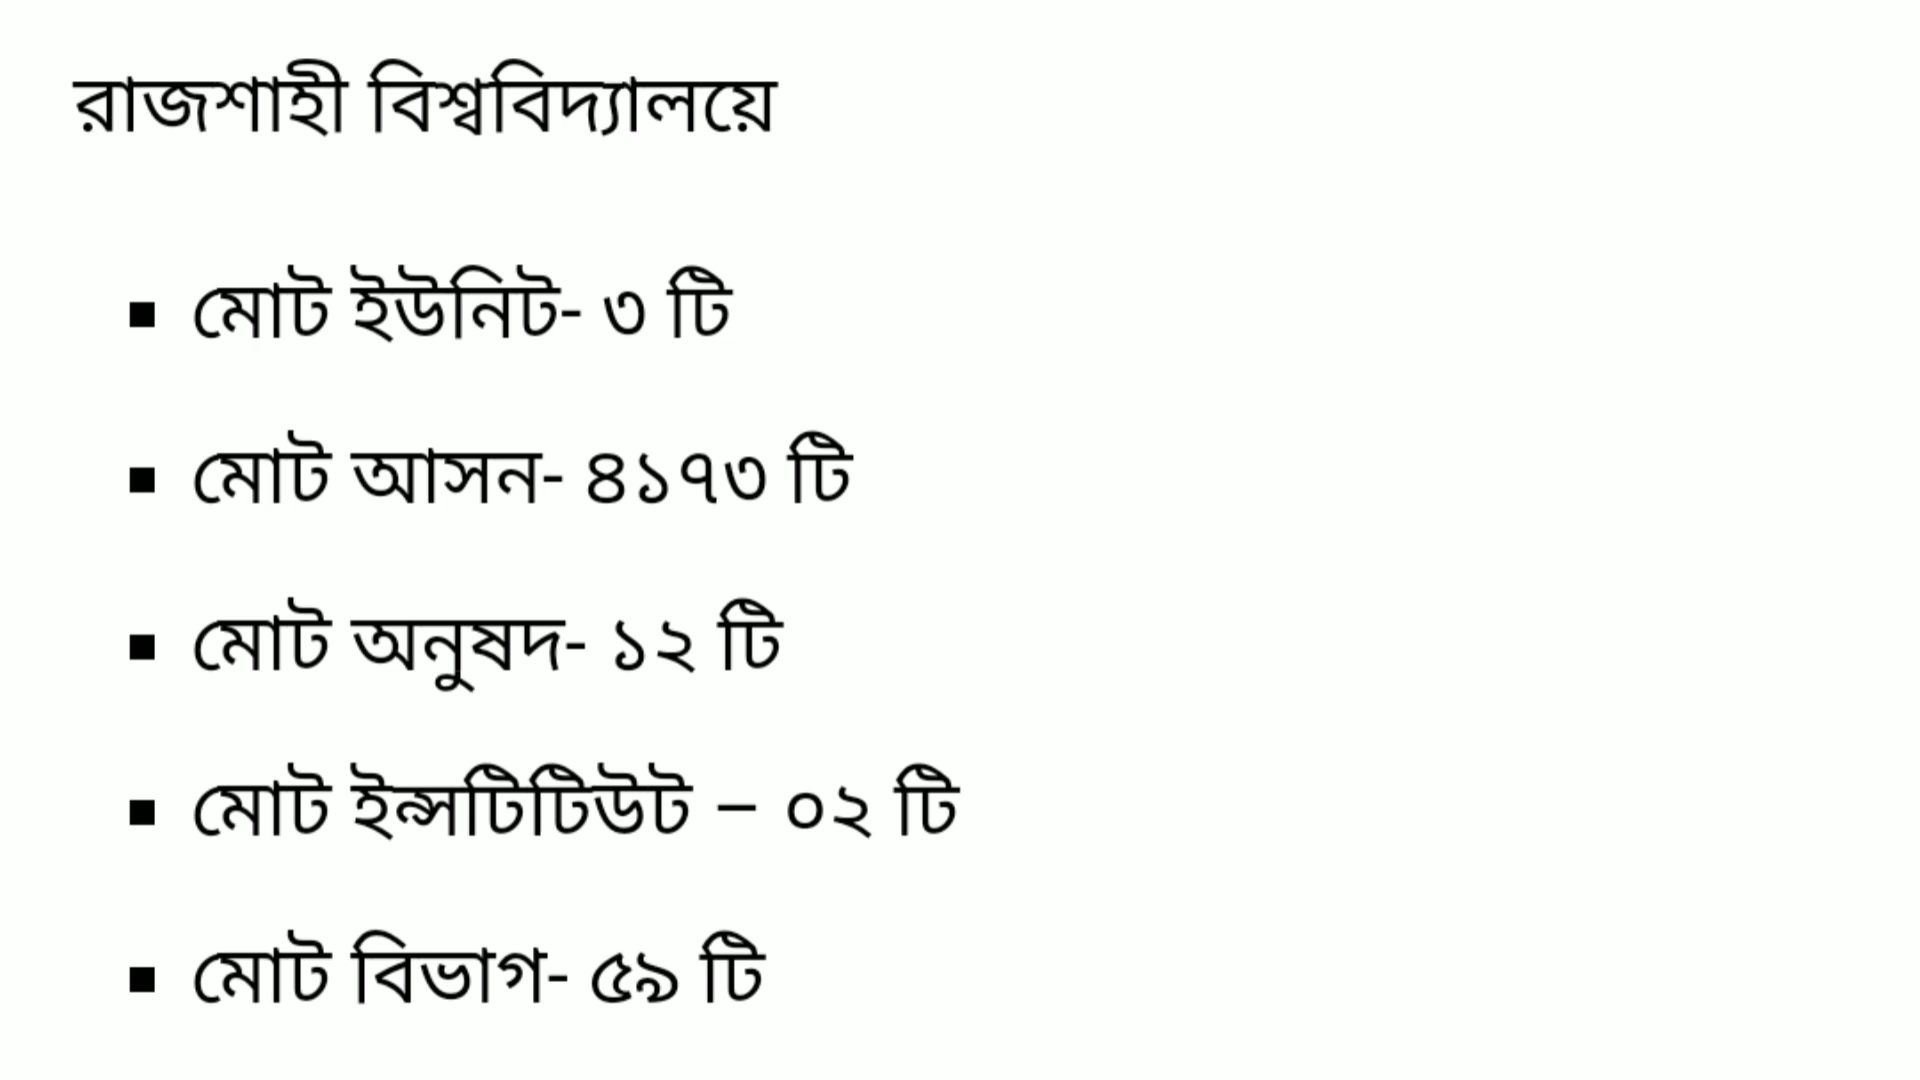 রাজশাহী বিশ্ববিদ্যালয়ে
▪ মোট ইউনিট- ৩ টি
▪ মোট আসন- ৪১৭৩ টি
▪ মোট অনুষদ- ১২ টি
▪ মোট ইন্সটিটিউট – ০২ টি
▪ মোট বিভাগ- ৫৯ টি